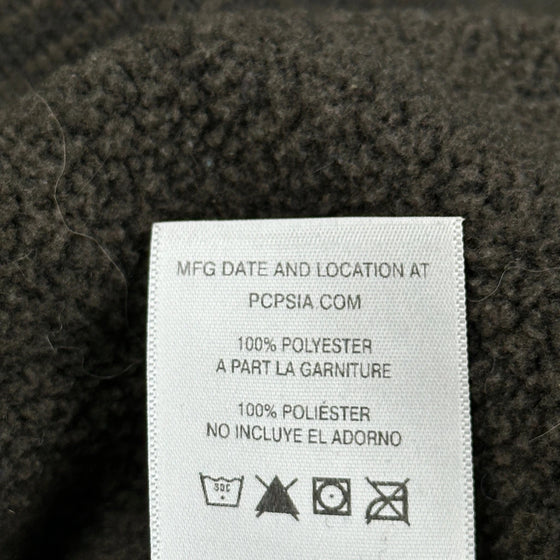 MFG DATE AND LOCATION AT
PCPSIA.COM
100% POLYESTER
A PART LA GARNITURE
100% POLIÉSTER
NO INCLUYE EL ADORNO